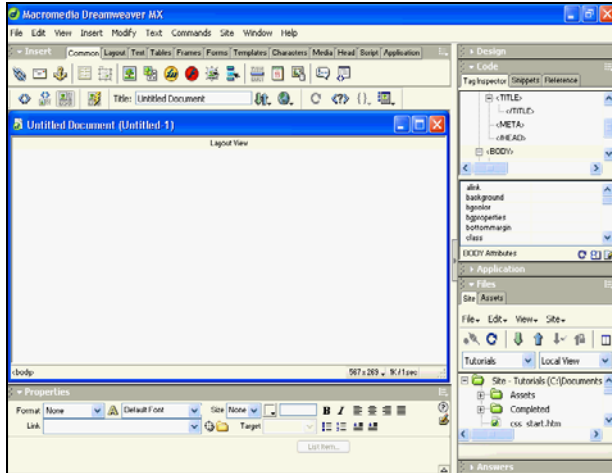 Macromedia Dreamweaver MX
File Edit View Insert Modify Text Commands Site Window Help
Insert Common Layout Text Tables Frames Forms Templates Characters Media Head Script Application
Title: Untitled Document
Untitled Document (Untitled-1)
Layout View
<body>
567 x 269 1K / 1 sec
Properties
Format None Default Font Size None B I
Link Target
List Item...
Design
Code
Tag Inspector Snippets Reference
<TITLE>
</TITLE>
<META>
</HEAD>
<BODY>
alink
background
bgcolor
bgproperties
bottommargin
class
BODY Attributes
Application
Files
Site Assets
File Edit View Site
Tutorials Local View
Site - Tutorials (C:\Documents
Assets
Completed
css_start.htm
Answers